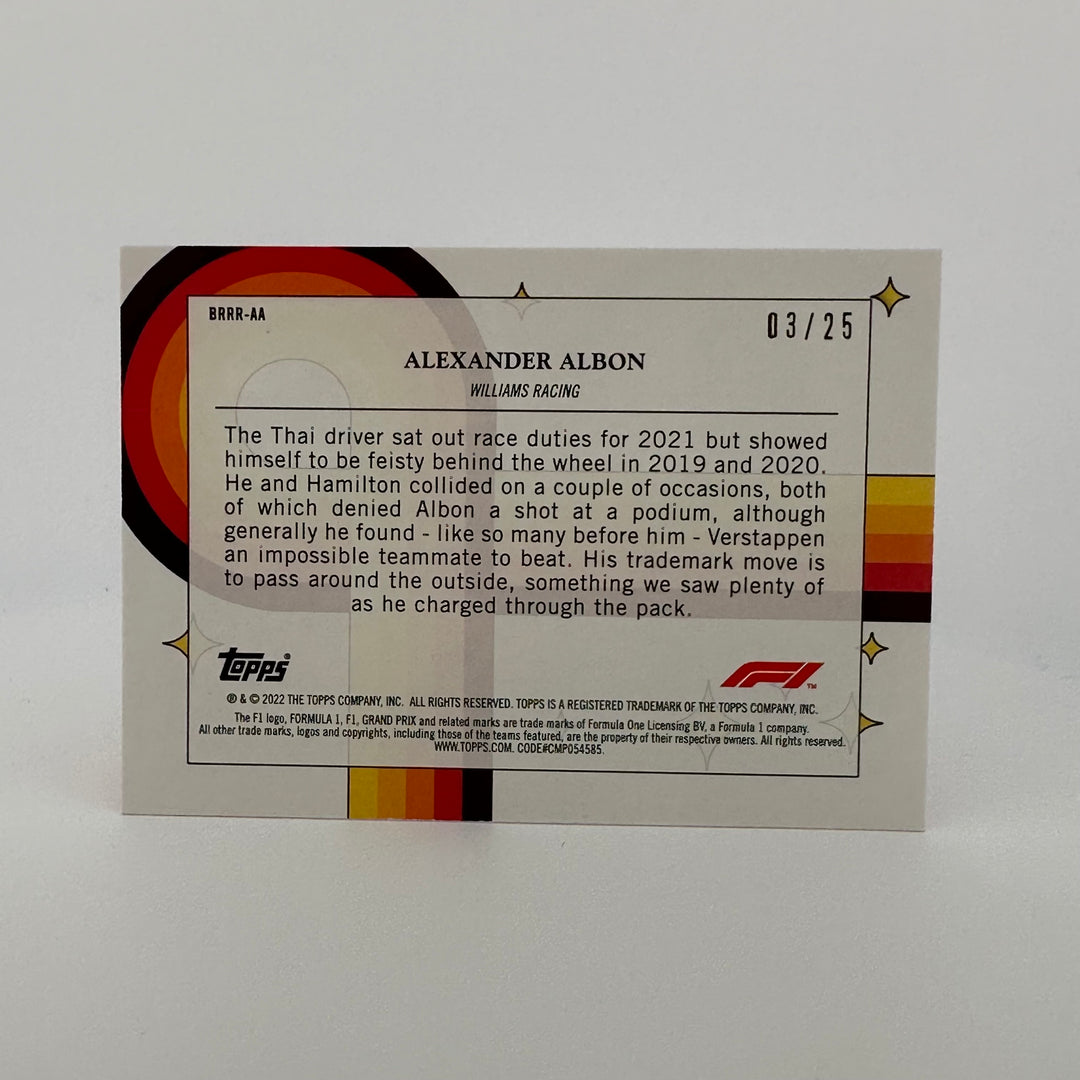 BRRR-AA
03/25
ALEXANDER ALBON
WILLIAMS RACING
The Thai driver sat out race duties for 2021 but showed
himself to be feisty behind the wheel in 2019 and 2020.
He and Hamilton collided on a couple of occasions, both
of which denied Albon a shot at a podium, although
generally he found - like so many before him - Verstappen
an impossible teammate to beat. His trademark move is
to pass around the outside, something we saw plenty of
as he charged through the pack.
Topps®
F1™
® & © 2022 THE TOPPS COMPANY, INC. ALL RIGHTS RESERVED. TOPPS IS A REGISTERED TRADEMARK OF THE TOPPS COMPANY, INC.
The F1 logo, FORMULA 1, F1, GRAND PRIX and related marks are trade marks of Formula One Licensing BV, a Formula 1 company.
All other trade marks, logos and copyrights, including those of the teams featured, are the property of their respective owners. All rights reserved.
WWW.TOPPS.COM. CODE#CMP054585.